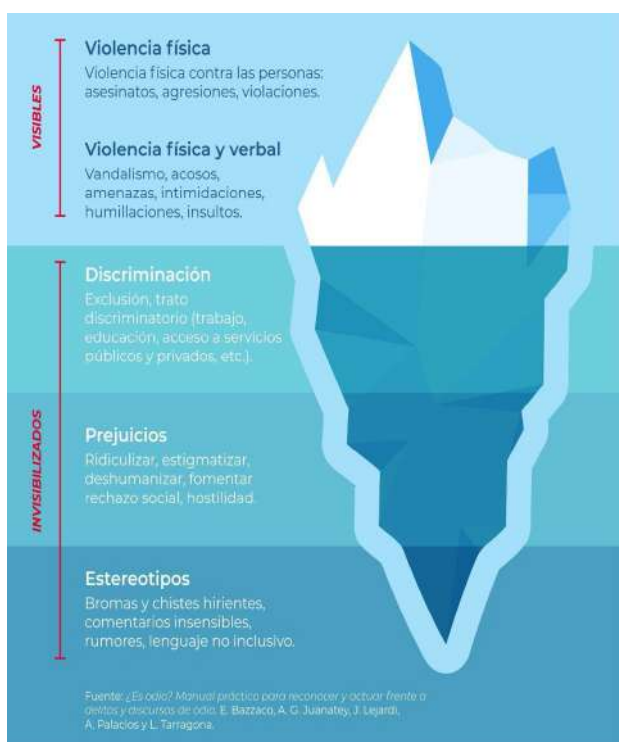 VISIBLES
Violencia física
Violencia física contra las personas:
asesinatos, agresiones, violaciones.
Violencia física y verbal
Vandalismo, acosos,
amenazas, intimidaciones,
humillaciones, insultos.
INVISIBILIZADOS
Discriminación
Exclusión, trato
discriminatorio (trabajo,
educación, acceso a servicios
públicos y privados, etc.).
Prejuicios
Ridiculizar, estigmatizar,
deshumanizar, fomentar
rechazo social, hostilidad.
Estereotipos
Bromas y chistes hirientes,
comentarios insensibles,
rumores, lenguaje no inclusivo.
Fuente: ¿Es odio? Manual práctico para reconocer y actuar frente a
delitos y discursos de odio. E. Bazzaco, A. G. Juanatey, J. Lejardi,
A. Palacios y L. Tarragona.